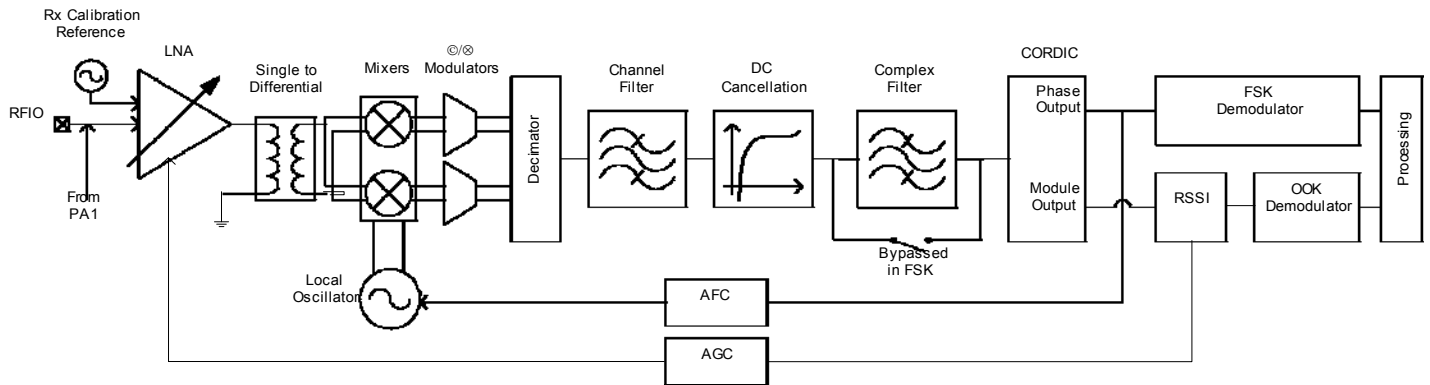 Rx Calibration
Reference
LNA
Single to
Differential
Mixers
©/⊗
Modulators
RFIO
From
PA1
Local
Oscillator
Decimator
Channel
Filter
DC
Cancellation
Complex
Filter
Bypassed
in FSK
CORDIC
Phase
Output
Module
Output
FSK
Demodulator
RSSI
OOK
Demodulator
Processing
AFC
AGC